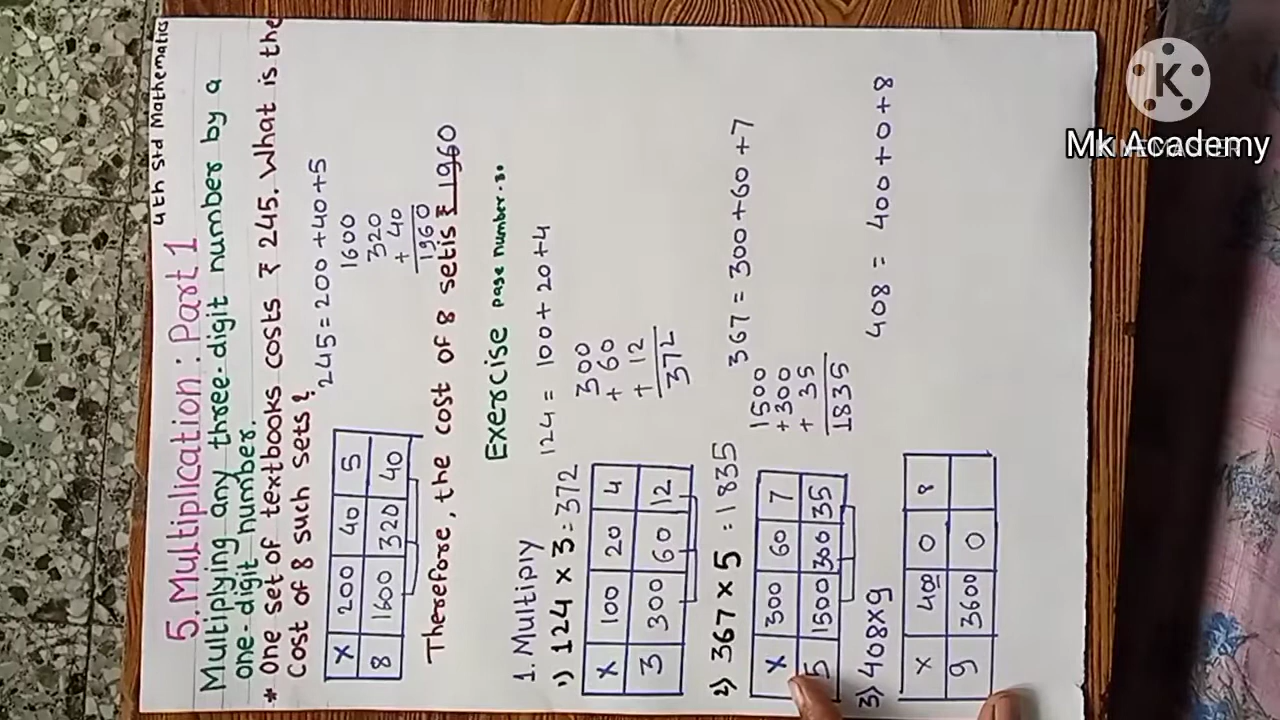 4th Std Mathematics
5. Multiplication : Part 1
Multiplying any three-digit number by a
one-digit number.
* One set of textbooks costs ₹ 245. What is the
cost of 8 such sets?
245 = 200 + 40 + 5
x 200 40 5
8 1600 320 40
1600
320
+ 40
1960
Therefore, the cost of 8 set is ₹ 1960
Exercise page number. 30
1. Multiply
1) 124 x 3 = 372
124 = 100 + 20 + 4
x 100 20 4
3 300 60 12
300
+ 60
+ 12
372
2) 367 x 5 = 1835
367 = 300 + 60 + 7
x 300 60 7
5 1500 300 35
1500
+300
+ 35
1835
3) 408x9
408 = 400 + 0 + 8
x 400 0 8
9 3600 0
K
Mk Academy